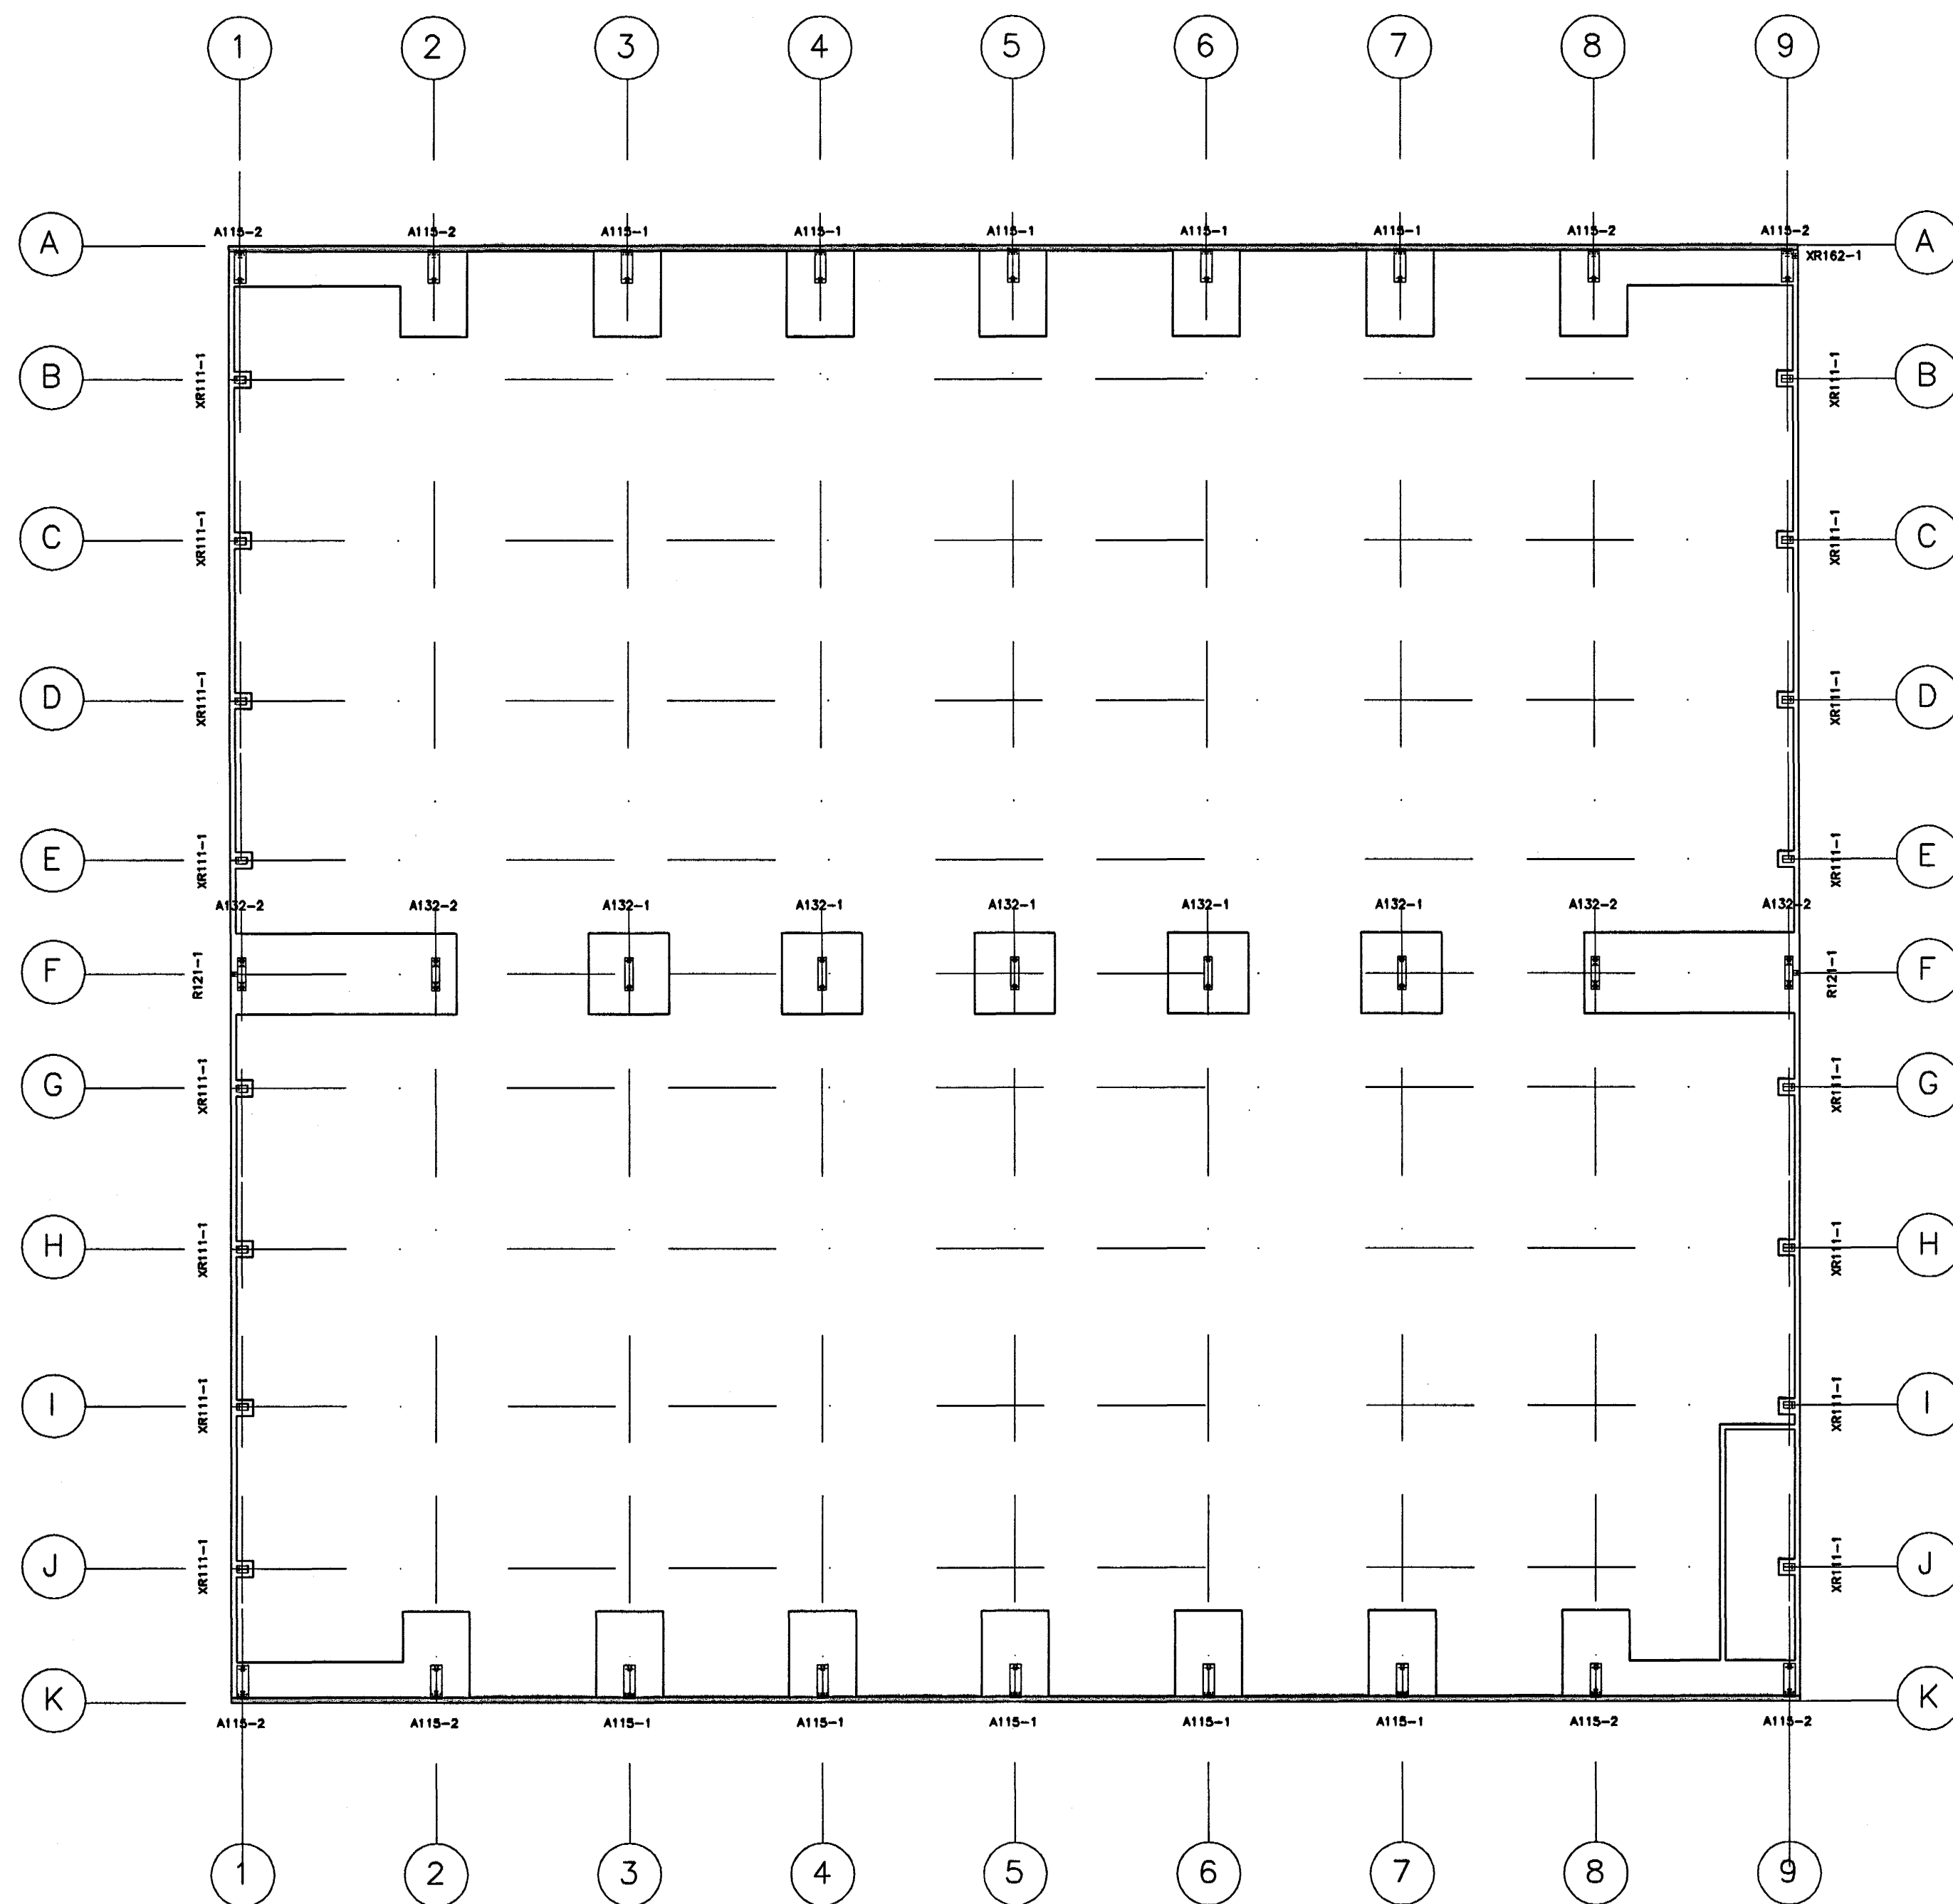 1 2 3 4 5 6 7 8 9
A115-2 A115-2 A115-1 A115-1 A115-1 A115-1 A115-1 A115-2 A115-2
A A
XR162-1
B XR111-1 XR111-1 B
C XR111-1 XR111-1 C
D XR111-1 XR111-1 D
E XR111-1 XR111-1 E
A132-2 A132-2 A132-1 A132-1 A132-1 A132-1 A132-1 A132-2 A132-2
F R121-1 R121-1 F
G XR111-1 XR111-1 G
H XR111-1 XR111-1 H
I XR111-1 XR111-1 I
J XR111-1 XR111-1 J
K K
A115-2 A115-2 A115-1 A115-1 A115-1 A115-1 A115-1 A115-2 A115-2
1 2 3 4 5 6 7 8 9